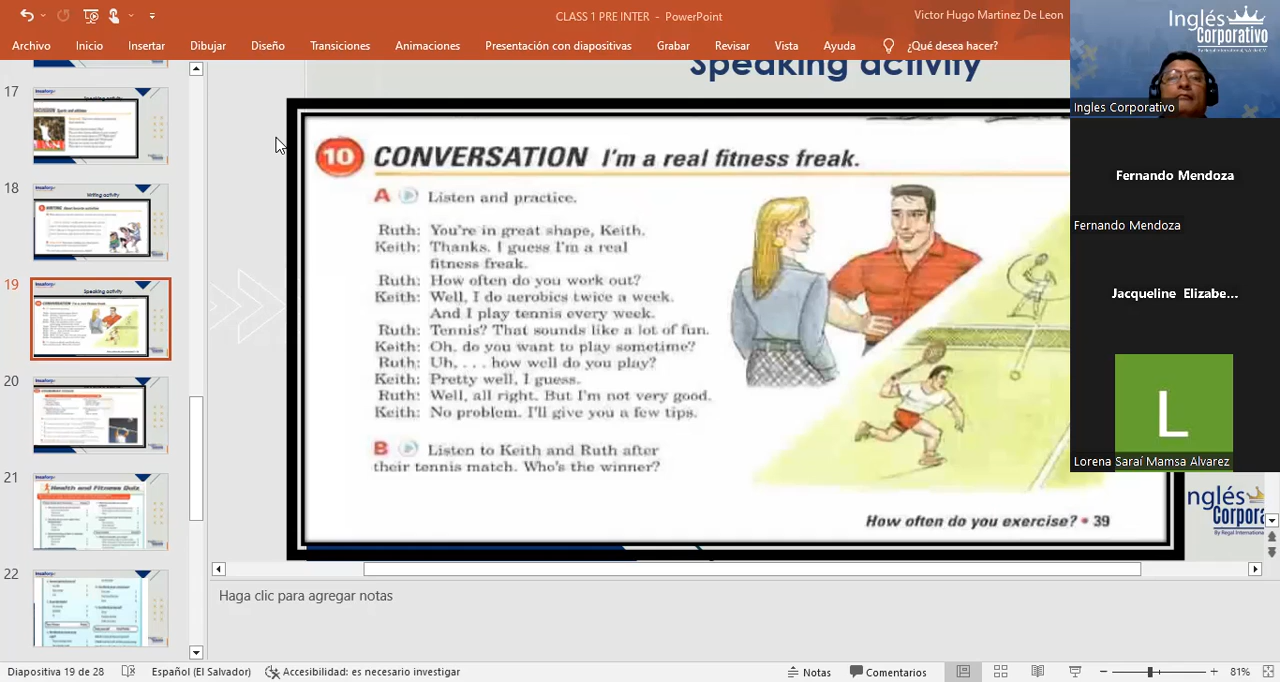 CLASS 1 PRE INTER - PowerPoint
Victor Hugo Martinez De Leon
Archivo Inicio Insertar Dibujar Diseño Transiciones Animaciones Presentación con diapositivas Grabar Revisar Vista Ayuda ¿Qué desea hacer?
Inglés
Corporativo
Ingles Corporativo
Fernando Mendoza
Fernando Mendoza
Jacqueline Elizabe...
L
Lorena Saraí Mamsa Alvarez
17
18
19
20
21
Health and Fitness Quiz
22
Speaking activity
10 CONVERSATION I'm a real fitness freak.
A Listen and practice.
Ruth: You're in great shape, Keith.
Keith: Thanks. I guess I'm a real
fitness freak.
Ruth: How often do you work out?
Keith: Well, I do aerobics twice a week.
And I play tennis every week.
Ruth: Tennis? That sounds like a lot of fun.
Keith: Oh, do you want to play sometime?
Ruth: Uh, . . . how well do you play?
Keith: Pretty well, I guess.
Ruth: Well, all right. But I'm not very good.
Keith: No problem. I'll give you a few tips.
B Listen to Keith and Ruth after
their tennis match. Who's the winner?
How often do you exercise? • 39
Haga clic para agregar notas
Diapositiva 19 de 28 Español (El Salvador) Accesibilidad: es necesario investigar Notas Comentarios 81%